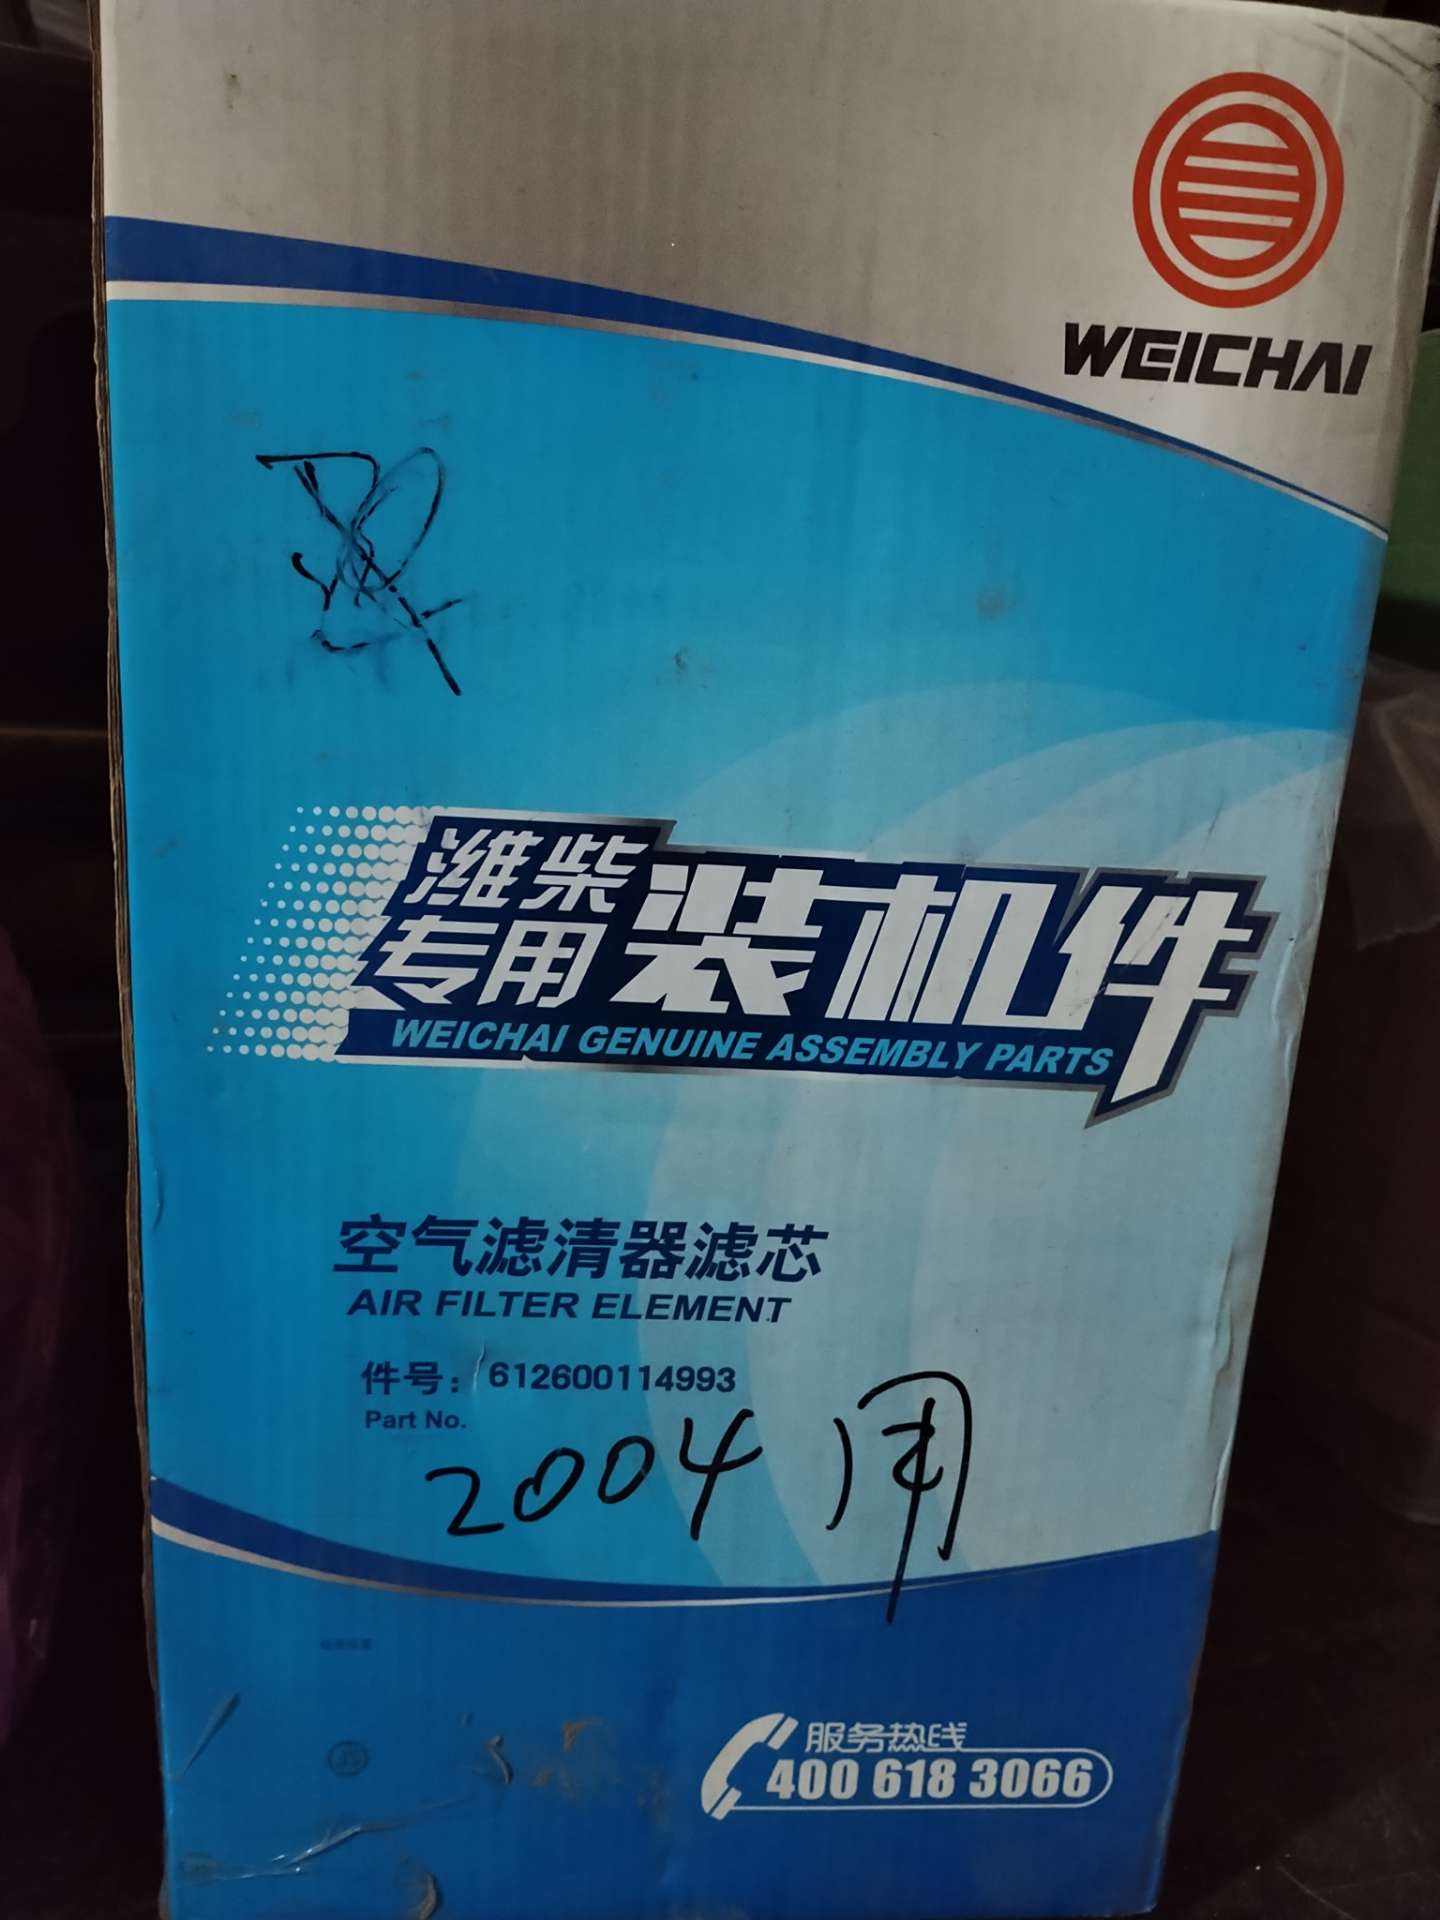 WEICHAI
潍柴
专用装机件
WEICHAI GENUINE ASSEMBLY PARTS
空气滤清器滤芯
AIR FILTER ELEMENT
件号： 612600114993
Part No.
2004 用
服务热线
400 618 3066